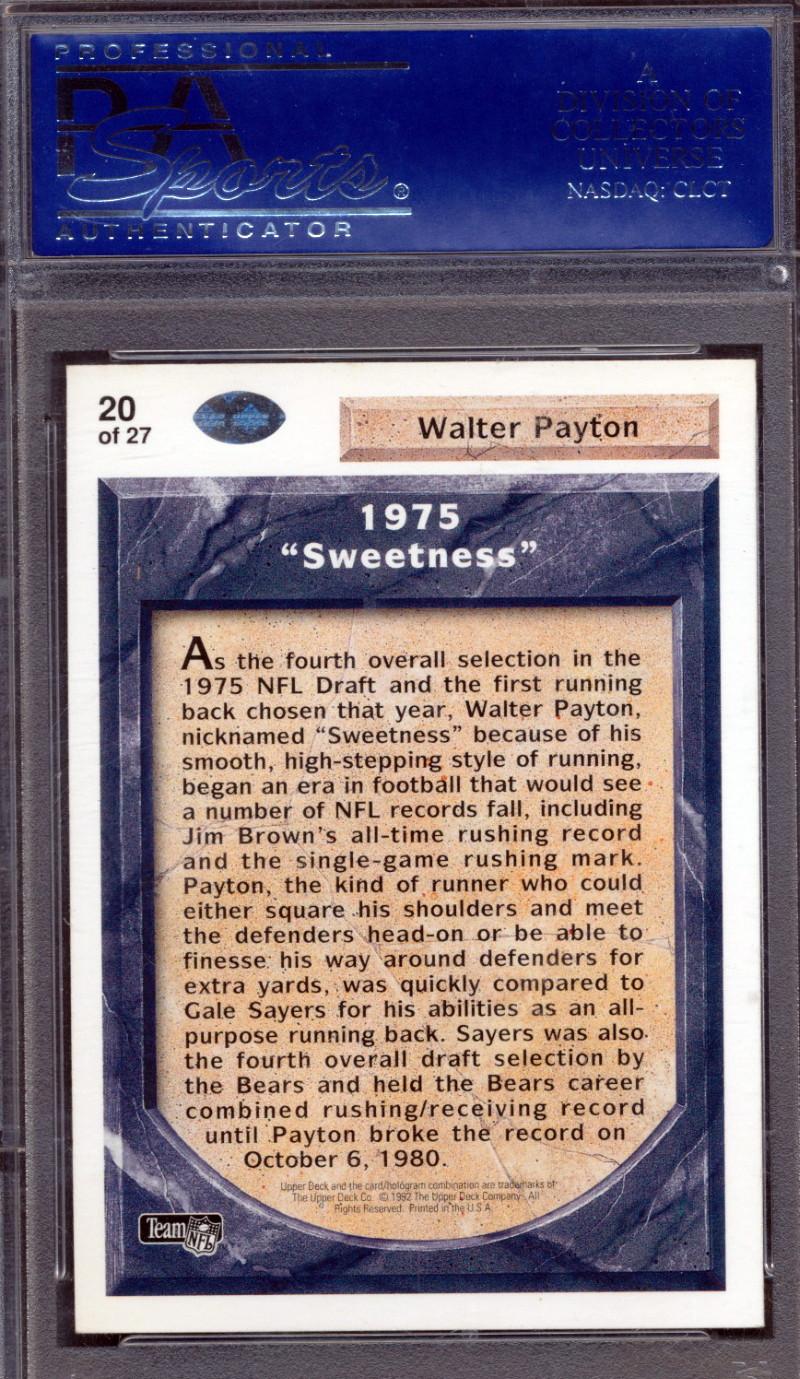 PROFESSIONAL
PSA
Sports®
AUTHENTICATOR
A
DIVISION OF
COLLECTORS
UNIVERSE
NASDAQ: CLCT
20
of 27
Walter Payton
1975
“Sweetness”
As the fourth overall selection in the
1975 NFL Draft and the first running
back chosen that year, Walter Payton,
nicknamed “Sweetness” because of his
smooth, high-stepping style of running,
began an era in football that would see
a number of NFL records fall, including
Jim Brown's all-time rushing record
and the single-game rushing mark.
Payton, the kind of runner who could
either square his shoulders and meet
the defenders head-on or be able to
finesse his way around defenders for
extra yards, was quickly compared to
Gale Sayers for his abilities as an all-
purpose running back. Sayers was also
the fourth overall draft selection by
the Bears and held the Bears career
combined rushing/receiving record
until Payton broke the record on
October 6, 1980.
Upper Deck and the card/hologram combination are trademarks of
The Upper Deck Co. © 1992 The Upper Deck Company. All
Rights Reserved. Printed in the U.S.A.
Team NFL